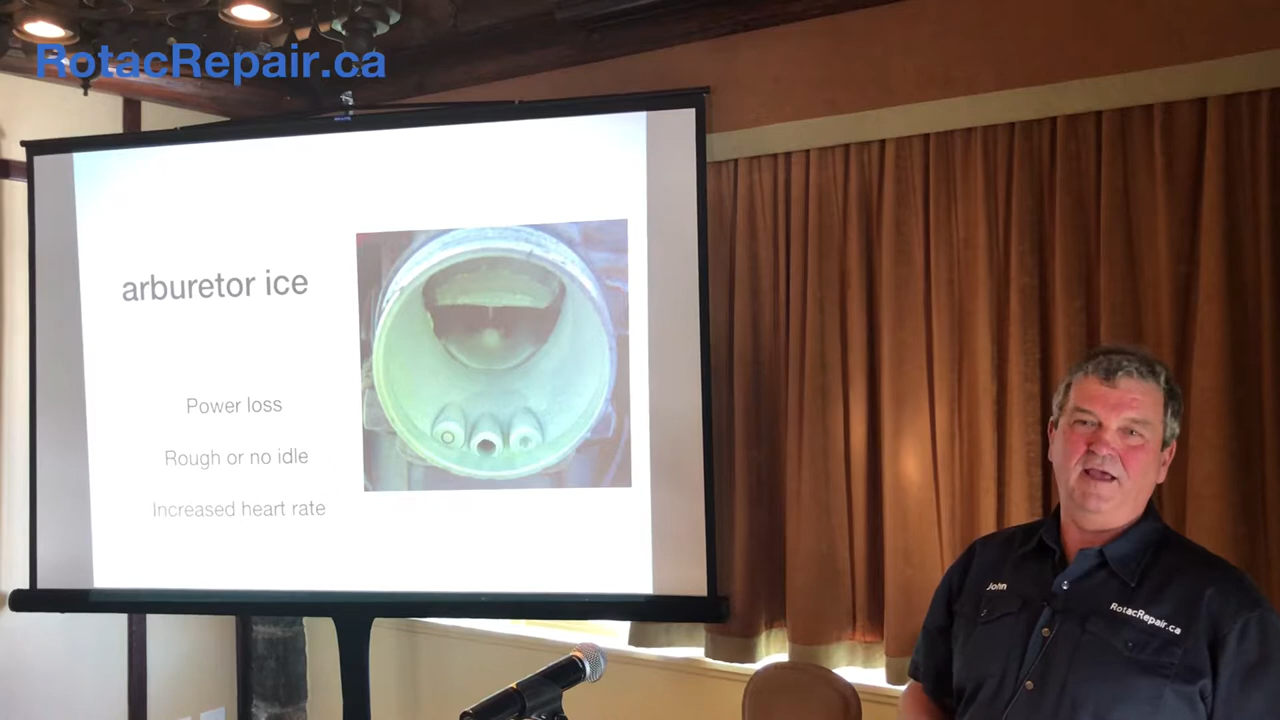 RotacRepair.ca
arburetor ice
Power loss
Rough or no idle
Increased heart rate
John
RotacRepair.ca